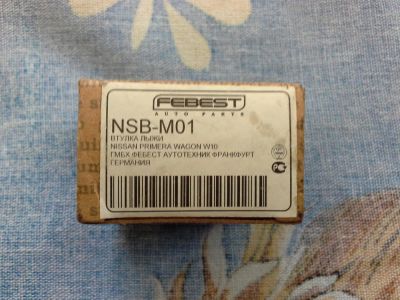 FEBEST
AUTO PARTS
NSB-M01
ВТУЛКА ЛЫЖИ
NISSAN PRIMERA WAGON W10
ГМБХ ФЕБЕСТ АУТОТЕХНИК ФРАНКФУРТ
ГЕРМАНИЯ